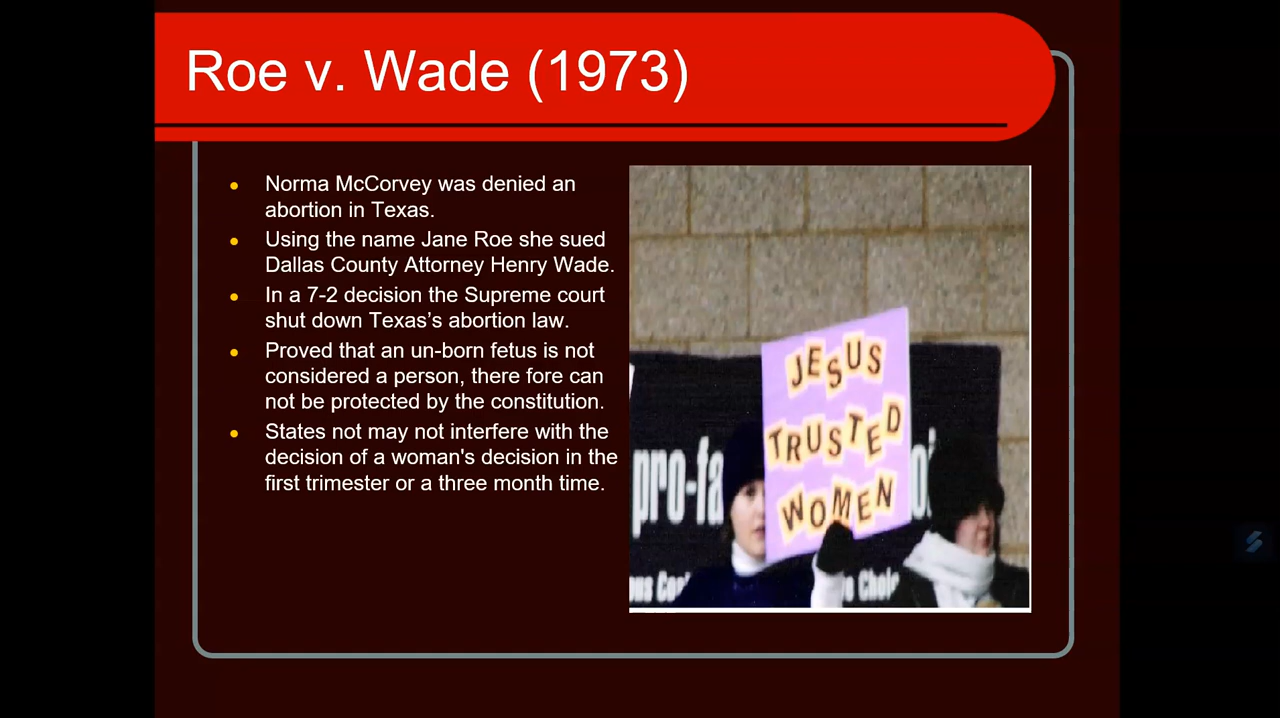 Roe v. Wade (1973)
Norma McCorvey was denied an
abortion in Texas.
Using the name Jane Roe she sued
Dallas County Attorney Henry Wade.
In a 7-2 decision the Supreme court
shut down Texas's abortion law.
Proved that an un-born fetus is not
considered a person, there fore can
not be protected by the constitution.
States not may not interfere with the
decision of a woman's decision in the
first trimester or a three month time.
JESUS
TRUSTED
WOMEN
pro-fa